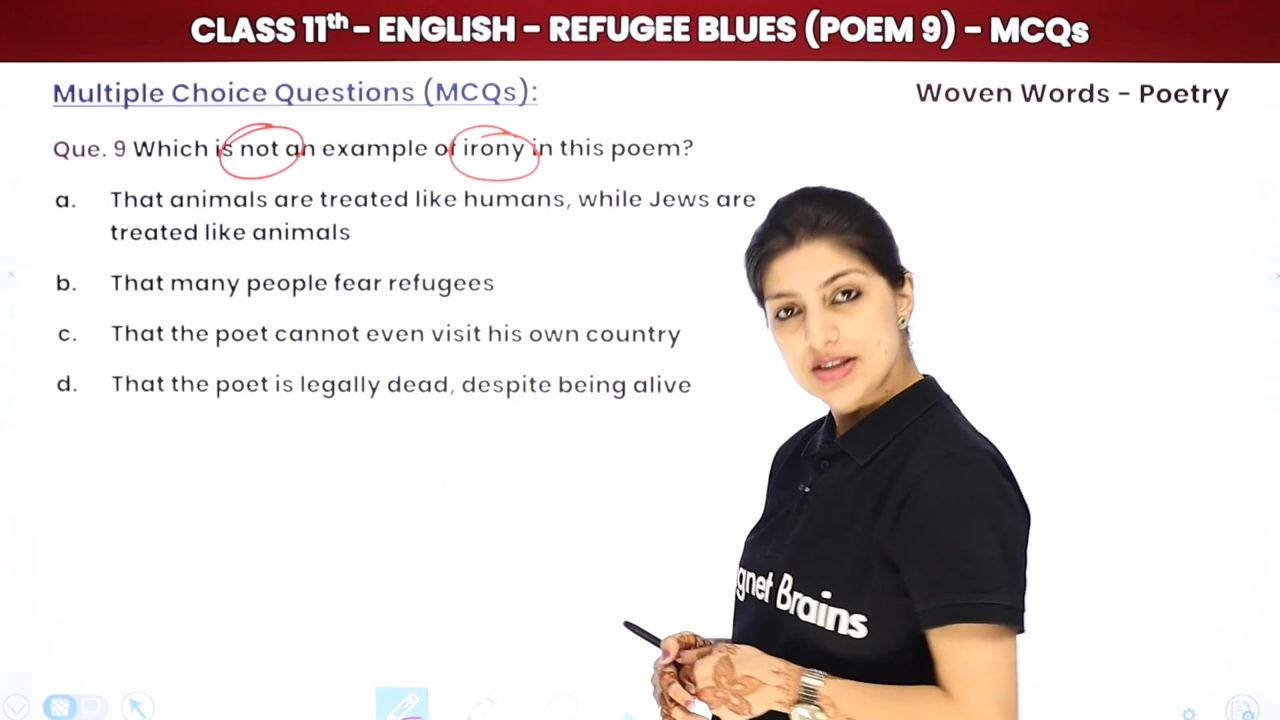 CLASS 11th - ENGLISH - REFUGEE BLUES (POEM 9) - MCQs
Multiple Choice Questions (MCQs):
Woven Words - Poetry
Que. 9 Which is not an example of irony in this poem?
a. That animals are treated like humans, while Jews are
treated like animals
b. That many people fear refugees
c. That the poet cannot even visit his own country
d. That the poet is legally dead, despite being alive
gnet Brains